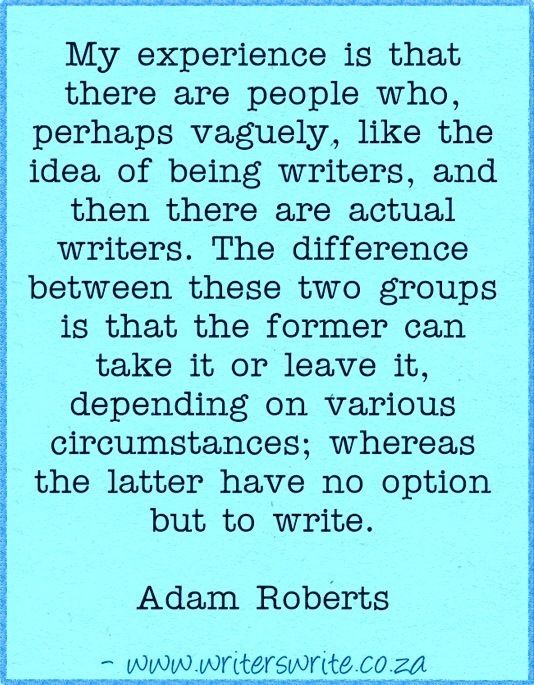 My experience is that
there are people who,
perhaps vaguely, like the
idea of being writers, and
then there are actual
writers. The difference
between these two groups
is that the former can
take it or leave it,
depending on various
circumstances; whereas
the latter have no option
but to write.
Adam Roberts
- www.writerswrite.co.za